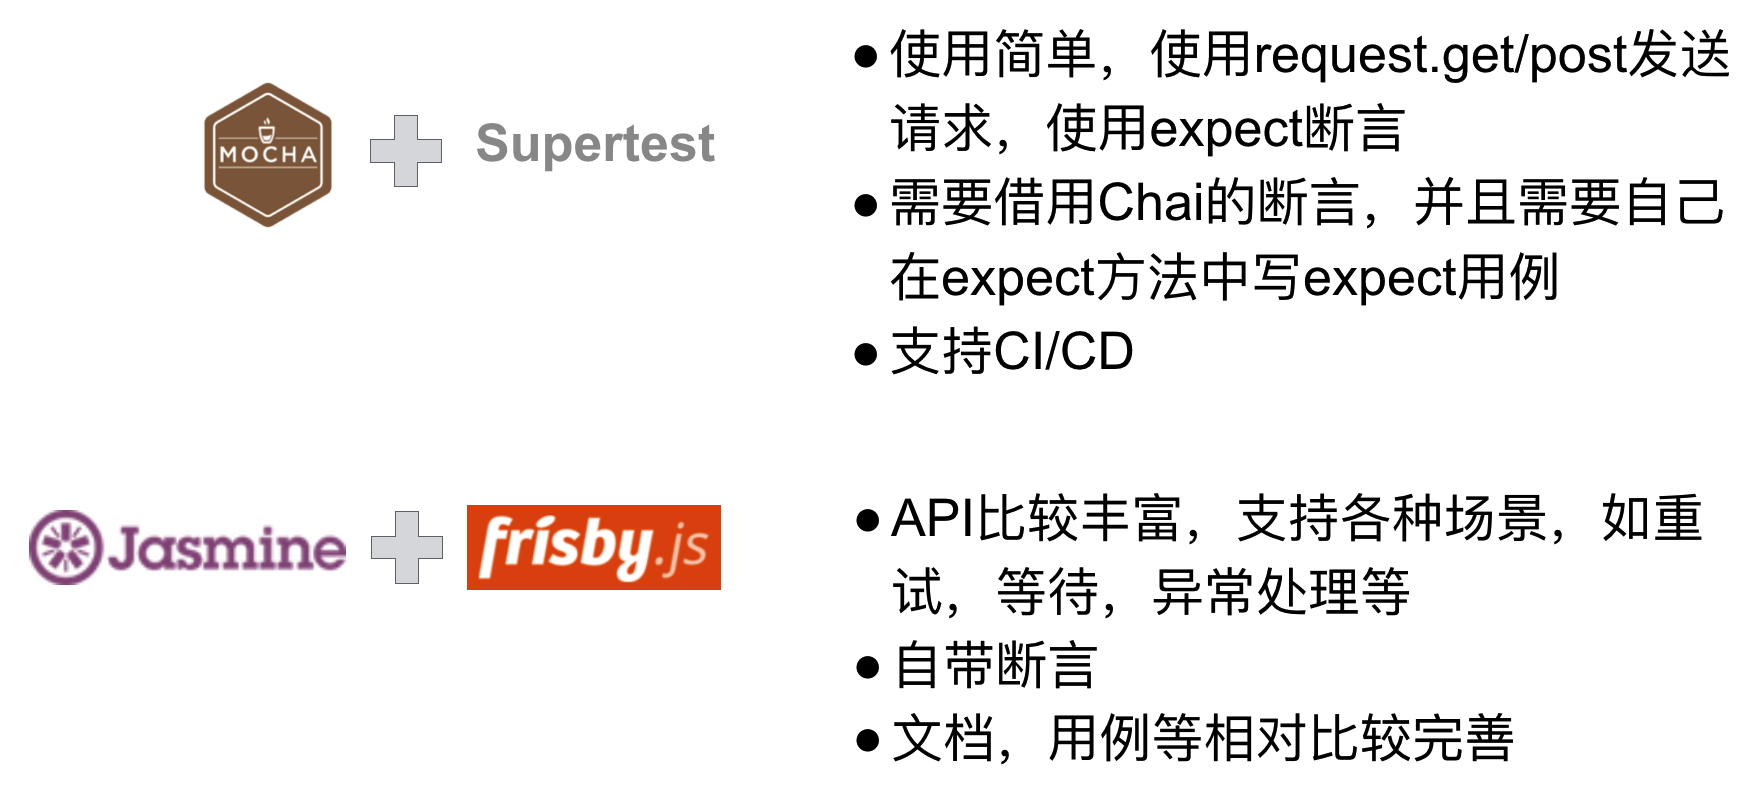 MOCHA
Supertest
● 使用简单，使用request.get/post发送
请求，使用expect断言
● 需要借用Chai的断言，并且需要自己
在expect方法中写expect用例
● 支持CI/CD
Jasmine
frisby.js
● API比较丰富，支持各种场景，如重
试，等待，异常处理等
● 自带断言
● 文档，用例等相对比较完善